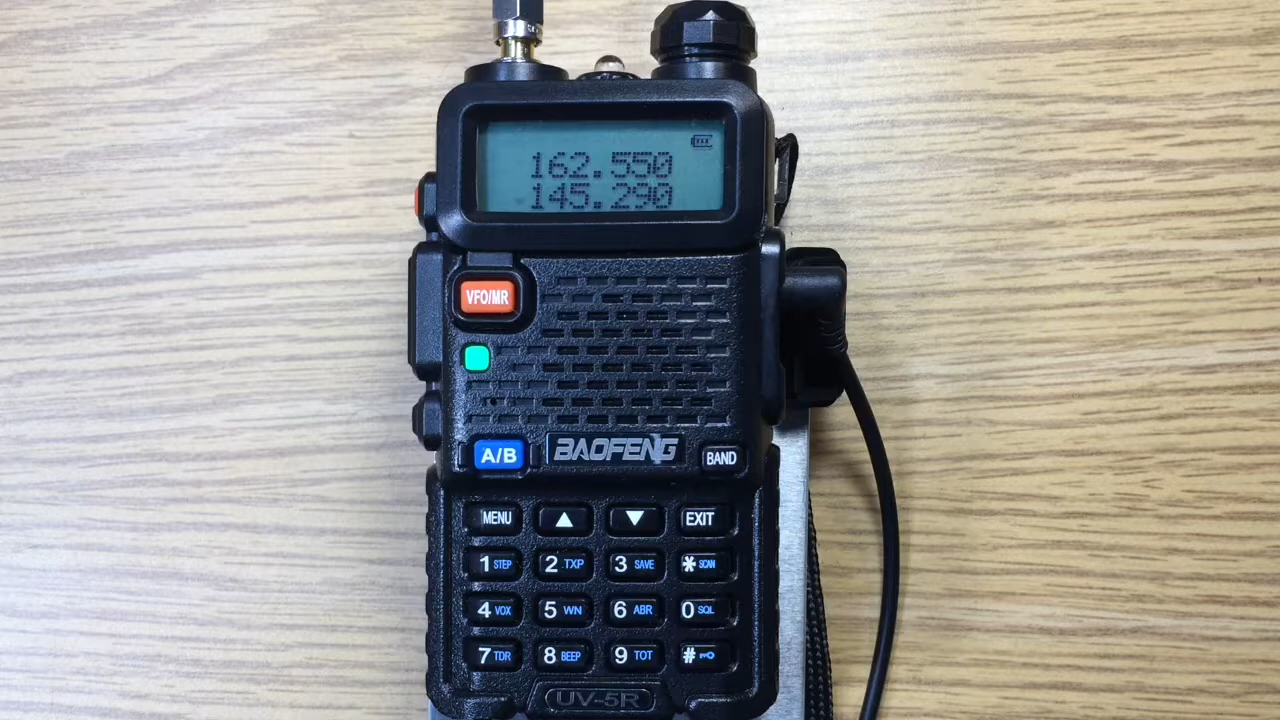 162.550
145.290
VFO/MR
A/B BAOFENG BAND
MENU ▲ ▼ EXIT
1 STEP 2 TXP 3 SAVE * SCAN
4 VOX 5 WN 6 ABR 0 SQL
7 TDR 8 BEEP 9 TOT #
UV-5R